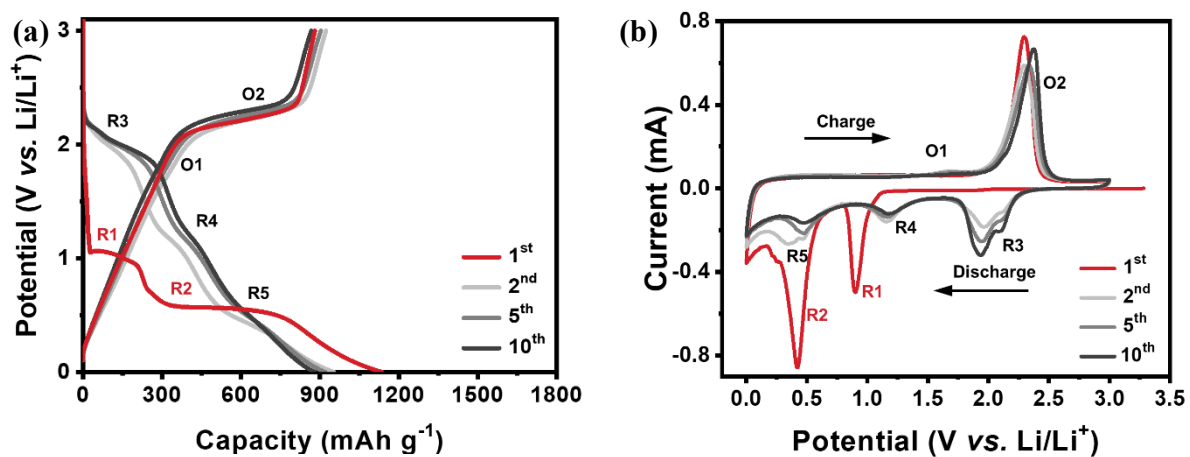 (a)
Potential (V vs. Li/Li⁺)
3
2
1
0
R3
O2
O1
R4
R1
R2
R5
1ˢᵗ
2ⁿᵈ
5ᵗʰ
10ᵗʰ
0 300 600 900 1200 1500 1800
Capacity (mAh g⁻¹)
(b)
Current (mA)
0.8
0.4
0.0
-0.4
-0.8
O2
Charge
O1
R4
R3
R5
Discharge
R1
R2
1ˢᵗ
2ⁿᵈ
5ᵗʰ
10ᵗʰ
0.0 0.5 1.0 1.5 2.0 2.5 3.0 3.5
Potential (V vs. Li/Li⁺)